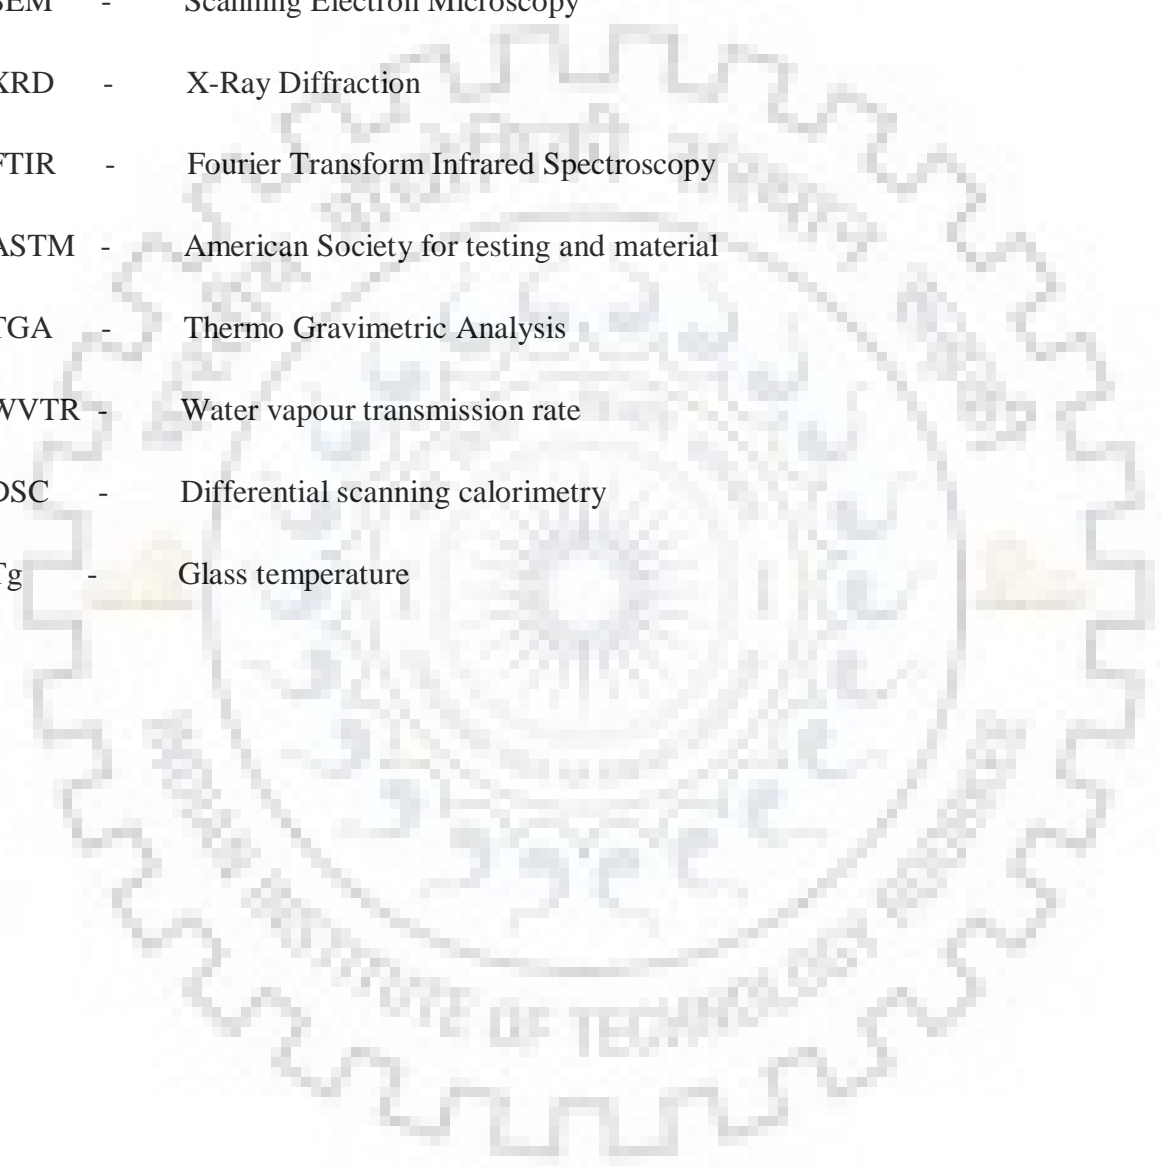 SEM - Scanning Electron Microscopy
XRD - X-Ray Diffraction
FTIR - Fourier Transform Infrared Spectroscopy
ASTM - American Society for testing and material
TGA - Thermo Gravimetric Analysis
WVTR - Water vapour transmission rate
DSC - Differential scanning calorimetry
Tg - Glass temperature
INSTITUTE OF TECHNOLOGY